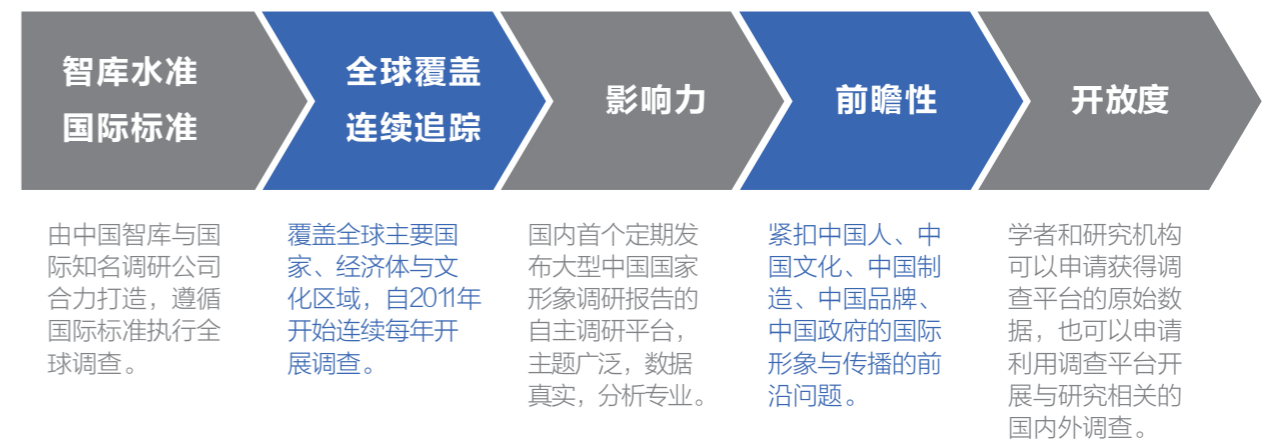 智库水准
国际标准
全球覆盖
连续追踪
影响力
前瞻性
开放度
由中国智库与国
际知名调研公司
合力打造，遵循
国际标准执行全
球调查。
覆盖全球主要国
家、经济体与文
化区域，自2011年
开始连续每年开
展调查。
国内首个定期发
布大型中国国家
形象调研报告的
自主调研平台，
主题广泛，数据
真实，分析专业。
紧扣中国人、中
国文化、中国制
造、中国品牌、
中国政府的国际
形象与传播的前
沿问题。
学者和研究机构
可以申请获得调
查平台的原始数
据，也可以申请
利用调查平台开
展与研究相关的
国内外调查。